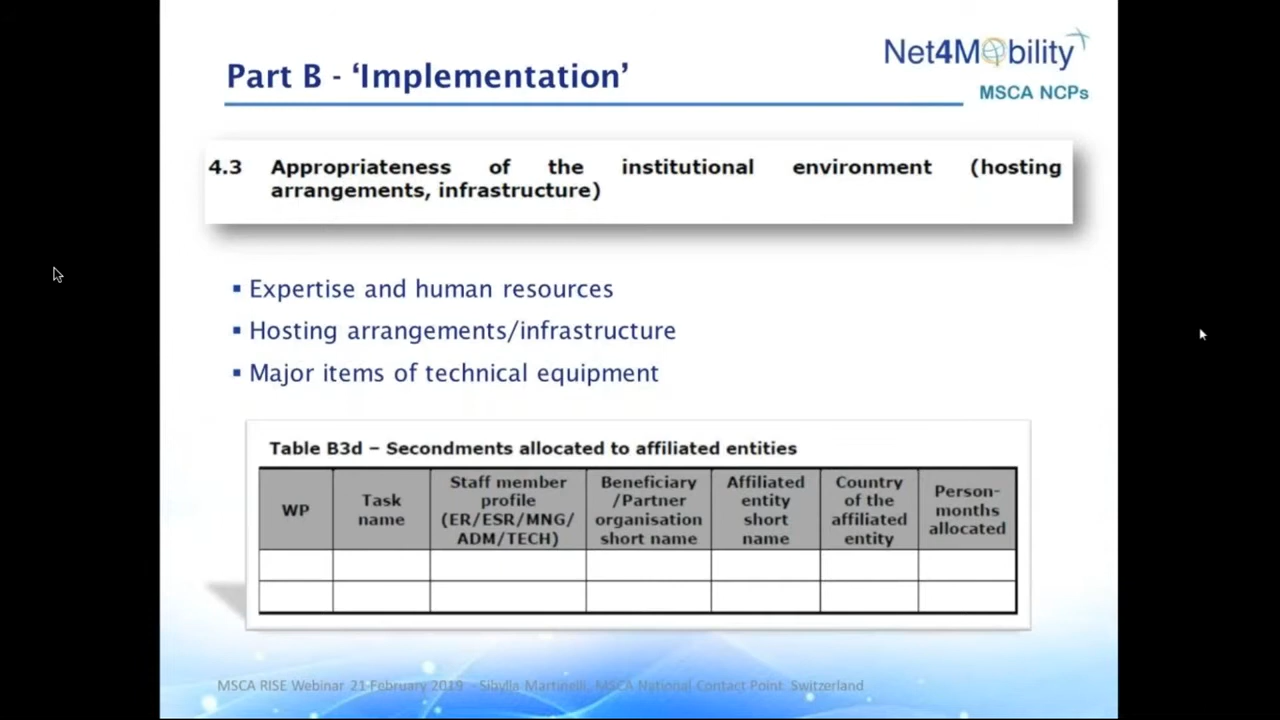 Part B - ‘Implementation’
Net4Mobility
MSCA NCPs
4.3 Appropriateness of the institutional environment (hosting
arrangements, infrastructure)
▪ Expertise and human resources
▪ Hosting arrangements/infrastructure
▪ Major items of technical equipment
Table B3d – Secondments allocated to affiliated entities
WP
Task
name
Staff member
profile
(ER/ESR/MNG/
ADM/TECH)
Beneficiary
/Partner
organisation
short name
Affiliated
entity
short
name
Country
of the
affiliated
entity
Person-
months
allocated
MSCA RISE Webinar 21 February 2019 - Sibylla Martinelli, MSCA National Contact Point Switzerland